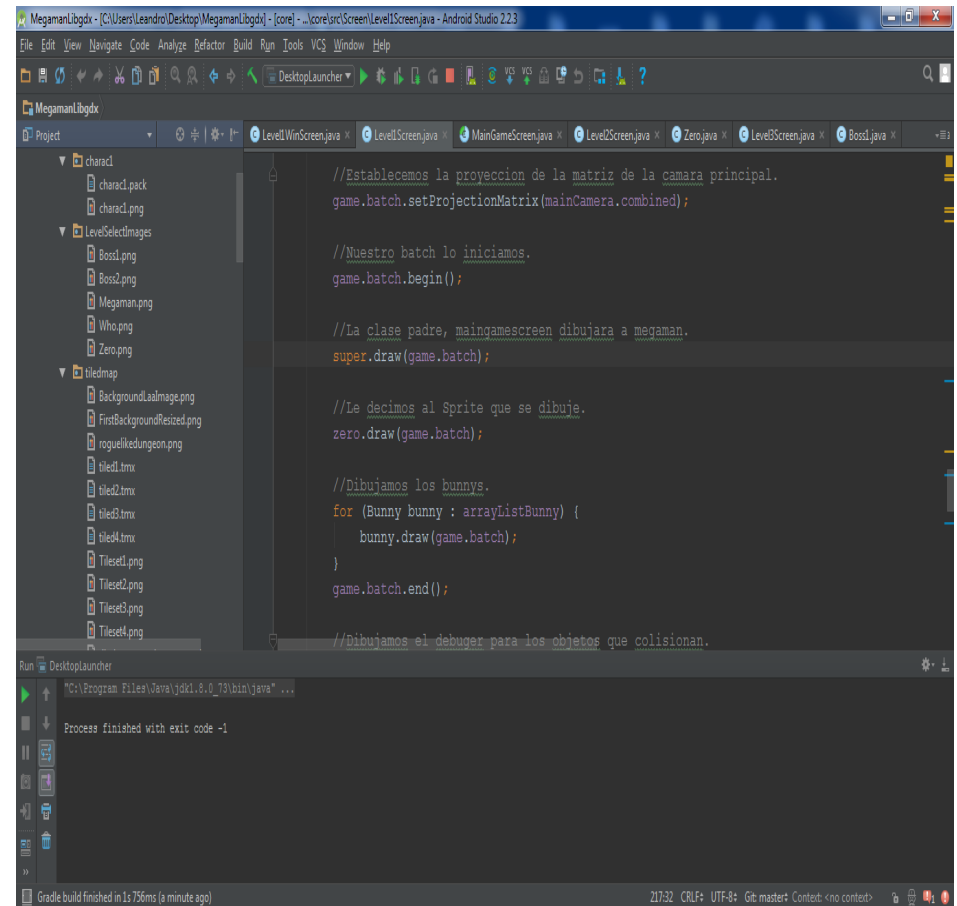 MegamanLibgdx - [C:\Users\Leandro\Desktop\MegamanLibgdx] - [core] - ...\core\src\Screen\Level1Screen.java - Android Studio 2.2.3
File Edit View Navigate Code Analyze Refactor Build Run Tools VCS Window Help
DesktopLauncher
VCS VCS
MegamanLibgdx
Project
Level1WinScreen.java
Level1Screen.java
MainGameScreen.java
Level2Screen.java
Zero.java
Level3Screen.java
Boss1.java
charac1
charac1.pack
charac1.png
LevelSelectImages
Boss1.png
Boss2.png
Megaman.png
Who.png
Zero.png
tiledmap
BackgroundLaaImage.png
FirstBackgroundResized.png
roguelikedungeon.png
tiled1.tmx
tiled2.tmx
tiled3.tmx
tiled4.tmx
Tileset1.png
Tileset2.png
Tileset3.png
Tileset4.png
//Establecemos la proyeccion de la matriz de la camara principal.
game.batch.setProjectionMatrix(mainCamera.combined);
//Nuestro batch lo iniciamos.
game.batch.begin();
//La clase padre, maingamescreen dibujara a megaman.
super.draw(game.batch);
//Le decimos al Sprite que se dibuje.
zero.draw(game.batch);
//Dibujamos los bunnys.
for (Bunny bunny : arrayListBunny) {
bunny.draw(game.batch);
}
game.batch.end();
//Dibujamos el debuger para los objetos que colisionan.
Run DesktopLauncher
"C:\Program Files\Java\jdk1.8.0_73\bin\java" ...
Process finished with exit code -1
Gradle build finished in 1s 756ms (a minute ago)
217:32 CRLF÷ UTF-8÷ Git: master÷ Context: <no context>